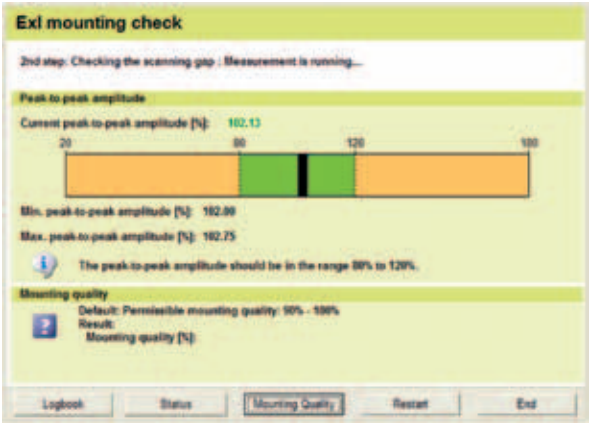 ExI mounting check
2nd step: Checking the scanning gap : Measurement is running...
Peak-to-peak amplitude
Current peak-to-peak amplitude [%]: 102.13
20 80 120 180
Min. peak-to-peak amplitude [%]: 102.00
Max. peak-to-peak amplitude [%]: 102.75
The peak-to-peak amplitude should be in the range 80% to 120%.
Mounting quality
Default: Permissible mounting quality: 90% - 100%
Result:
Mounting quality [%]:
Logbook Status Mounting Quality Restart End